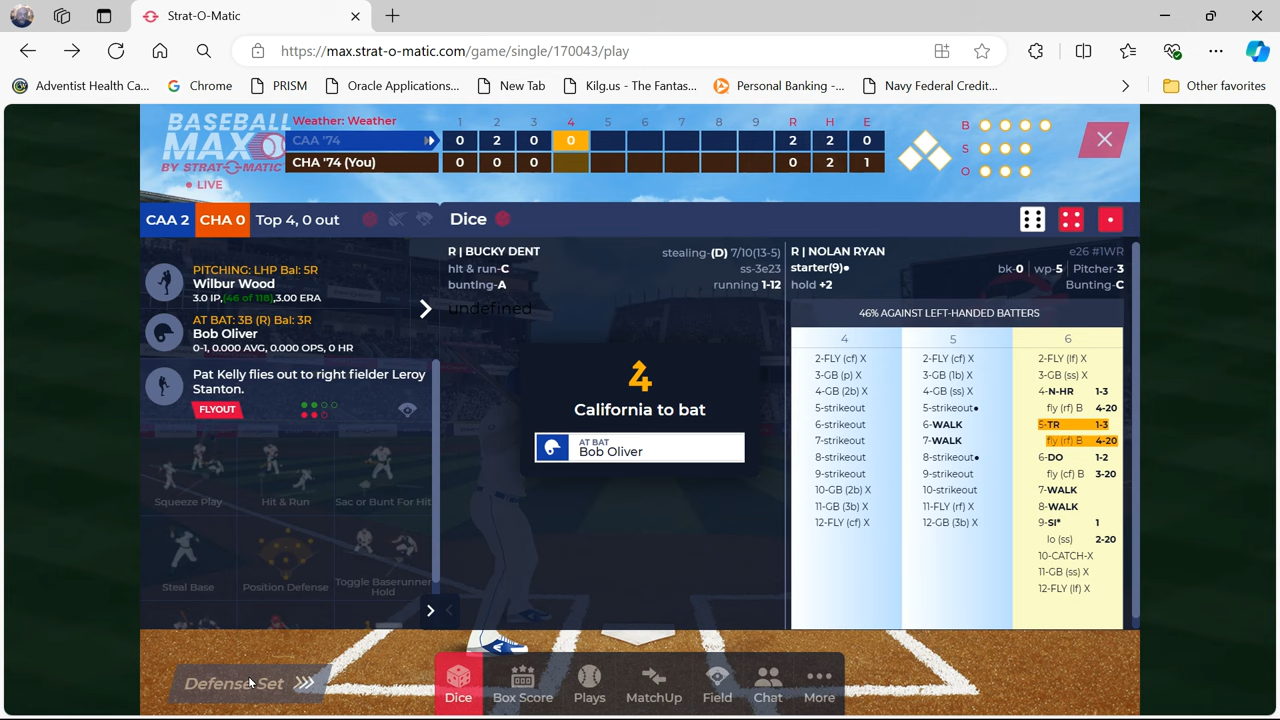 Strat-O-Matic
https://max.strat-o-matic.com/game/single/170043/play
Adventist Health Ca... Chrome PRISM Oracle Applications... New Tab Kilg.us - The Fantas... Personal Banking -... Navy Federal Credit... Other favorites
BASEBALL
MAX
BY STRAT-O-MATIC
LIVE
Weather: Weather 1 2 3 4 5 6 7 8 9 R H E
CAA '74 0 2 0 0 2 2 0
CHA '74 (You) 0 0 0 0 2 1
B
S
O
CAA 2 CHA 0 Top 4, 0 out
Dice
PITCHING: LHP Bal: 5R
Wilbur Wood
3.0 IP,(46 of 118),3.00 ERA
AT BAT: 3B (R) Bal: 3R
Bob Oliver
0-1, 0.000 AVG, 0.000 OPS, 0 HR
Pat Kelly flies out to right fielder Leroy
Stanton.
FLYOUT
Squeeze Play Hit & Run Sac or Bunt For Hit
Steal Base Position Defense Toggle Baserunner
Hold
R | BUCKY DENT stealing-(D) 7/10(13-5)
hit & run-C ss-3e23
bunting-A running 1-12
undefined
California to bat
AT BAT
Bob Oliver
R | NOLAN RYAN e26 #1WR
starter(9) bk-0 wp-5 Pitcher-3
hold +2 Bunting-C
46% AGAINST LEFT-HANDED BATTERS
4 5 6
2-FLY (cf) X 2-FLY (cf) X 2-FLY (lf) X
3-GB (p) X 3-GB (1b) X 3-GB (ss) X
4-GB (2b) X 4-GB (ss) X 4-N-HR 1-3
5-strikeout 5-strikeout● fly (rf) B 4-20
6-strikeout 6-WALK 5-TR 1-3
7-strikeout 7-WALK fly (rf) B 4-20
8-strikeout 8-strikeout● 6-DO 1-2
9-strikeout 9-strikeout fly (cf) B 3-20
10-GB (2b) X 10-strikeout 7-WALK
11-GB (3b) X 11-FLY (rf) X 8-WALK
12-FLY (cf) X 12-GB (3b) X 9-SI* 1
lo (ss) 2-20
10-CATCH-X
11-GB (ss) X
12-FLY (lf) X
Defense Set
Dice Box Score Plays MatchUp Field Chat More